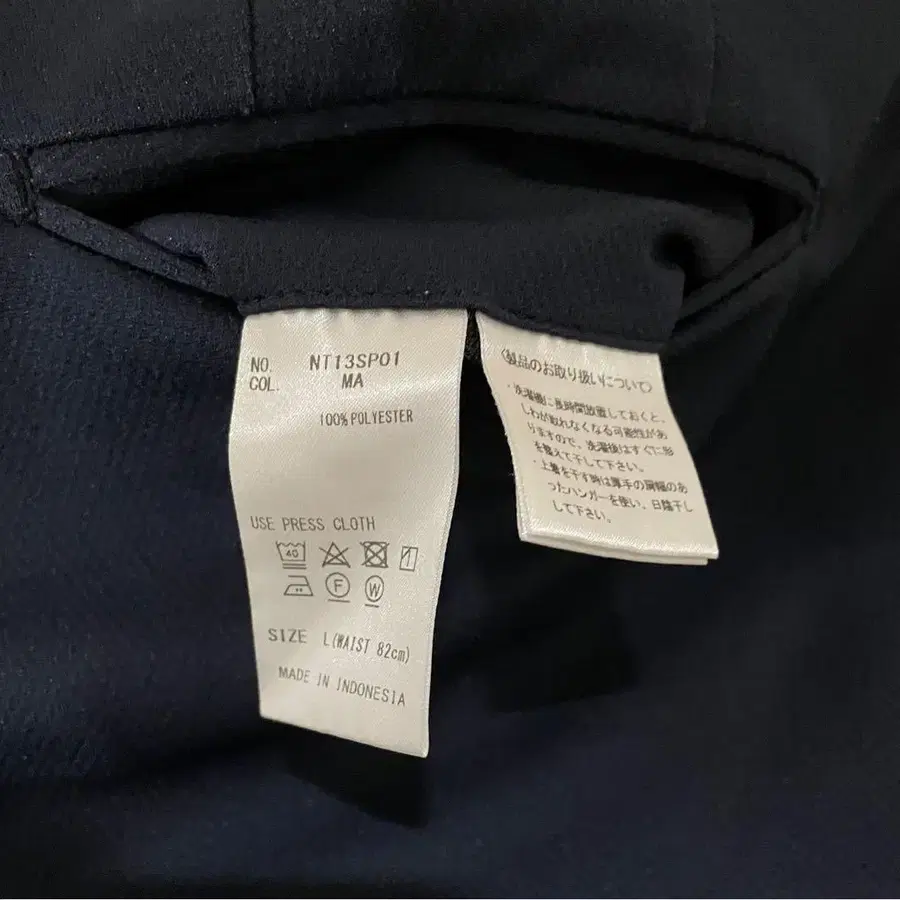 NO. NT13SP01
COL. MA
100% POLYESTER
USE PRESS CLOTH
40
F
W
SIZE L(WAIST 82cm)
MADE IN INDONESIA
〈製品のお取り扱いについて〉
・洗濯機に長時間放置しておくと、
しわが取れなくなる可能性があ
りますので、洗濯後はすぐに形
を整えて干して下さい。
・上着を干す時は厚手の肩幅のあ
ったハンガーを使い、日陰干し
して下さい。